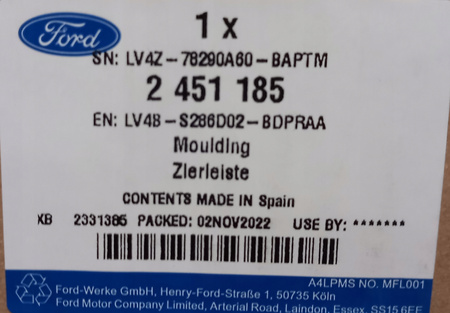 Ford
1 x
SN: LV4Z-78290A60-BAPTM
2 451 185
EN: LV4B-S286D02-BDPRAA
Moulding
Zierleiste
CONTENTS MADE IN Spain
XB 2331385 PACKED: 02NOV2022 USE BY: *******
A4LPMS NO. MFL001
Ford-Werke GmbH, Henry-Ford-Straße 1, 50735 Köln
Ford Motor Company Limited, Arterial Road, Laindon, Essex, SS15 6EE